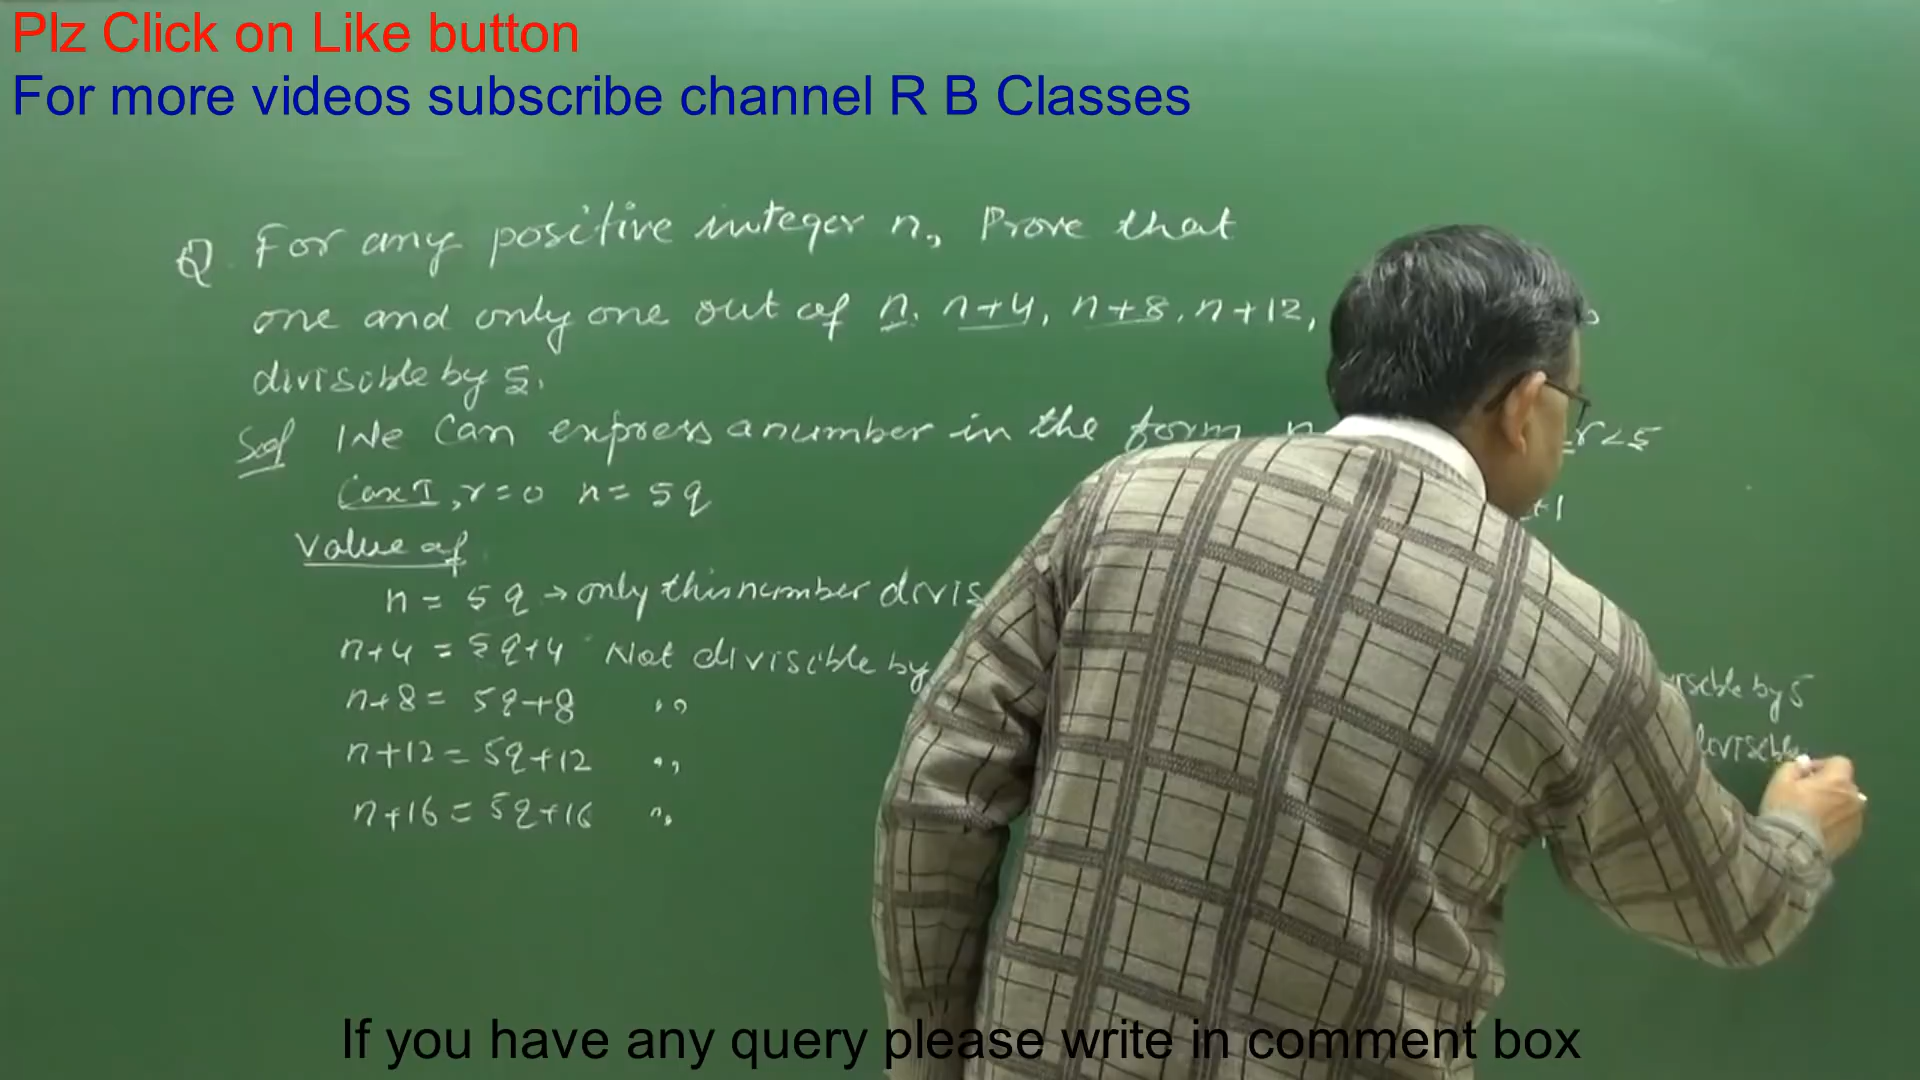 Plz Click on Like button
For more videos subscribe channel R B Classes
Q. For any positive integer n, Prove that
one and only one out of n, n+4, n+8, n+12,
divisible by 5.
Sol We Can express a number in the form n r<5
Case I, r=0 n = 5q
+1
Value of
n = 5q → only this number
n+4 = 5q+4 Not divisible by
n+8 = 5q+8 ,,
n+12 = 5q+12 ,,
n+16 = 5q+16 ,,
by 5
If you have any query please write in comment box